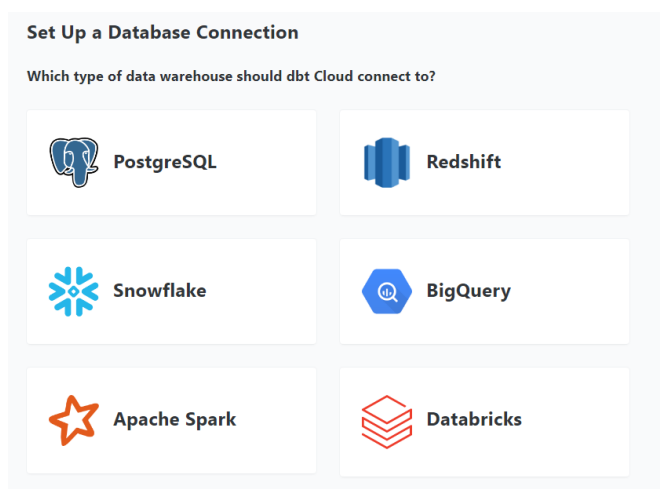 Set Up a Database Connection
Which type of data warehouse should dbt Cloud connect to?
PostgreSQL
Redshift
Snowflake
BigQuery
Apache Spark
Databricks